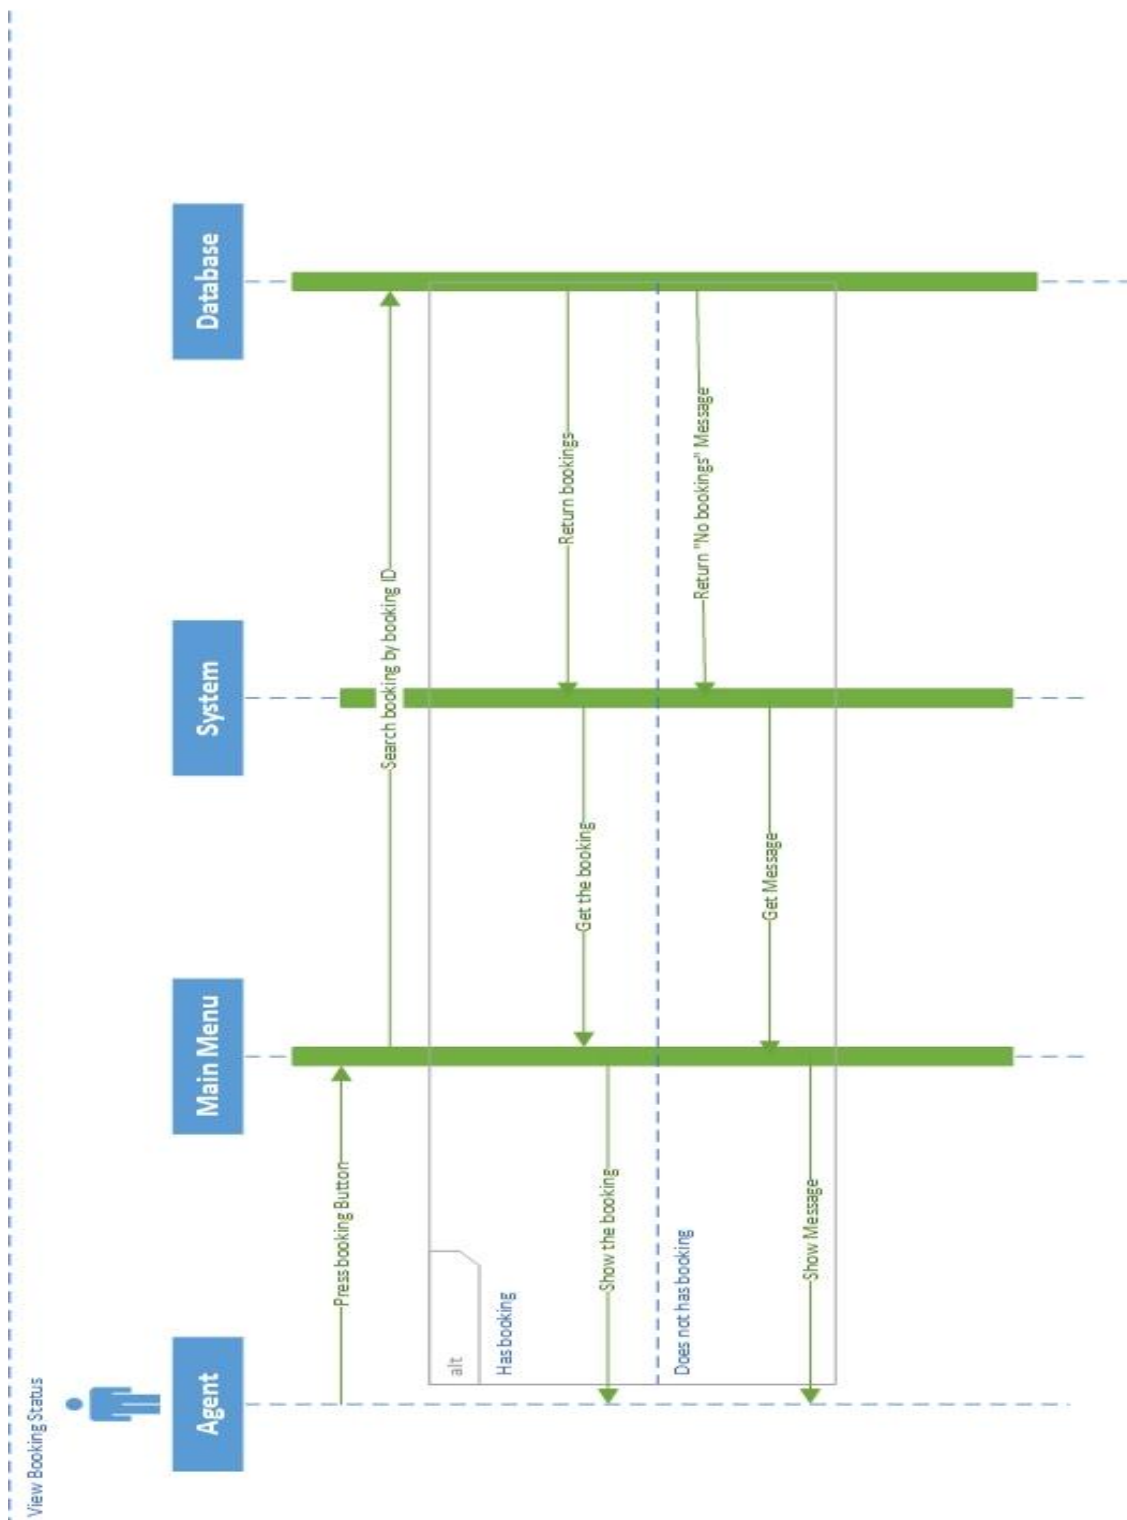 View Booking Status
Agent
Main Menu
System
Database
Press booking Button
Search booking by booking ID
alt
Has booking
Return bookings
Get the booking
Show the booking
Does not has booking
Return "No bookings" Message
Get Message
Show Message